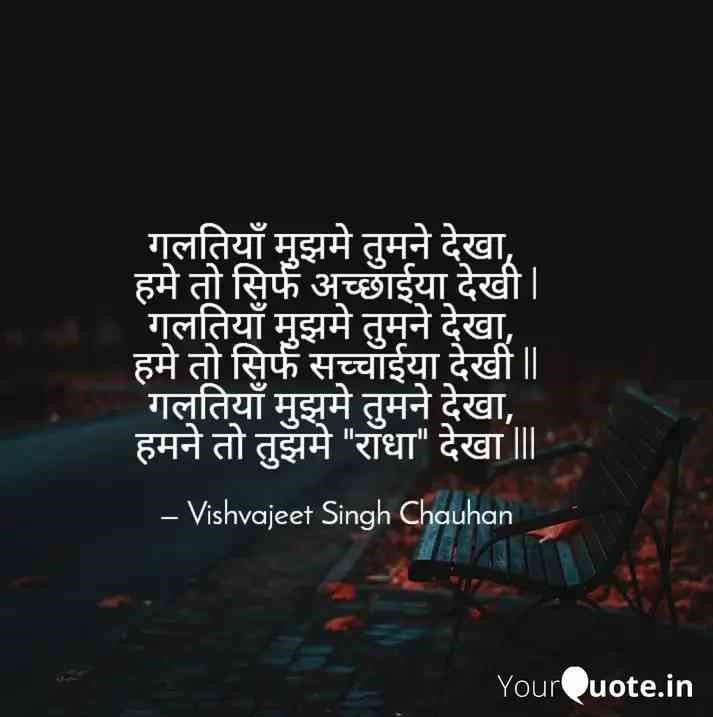 गलतियाँ मुझमे तुमने देखा,
हमे तो सिर्फ अच्छाईया देखी |
गलतियाँ मुझमे तुमने देखा,
हमे तो सिर्फ सच्चाईया देखी ||
गलतियाँ मुझमे तुमने देखा,
हमने तो तुझमे "राधा" देखा |||
– Vishvajeet Singh Chauhan
YourQuote.in